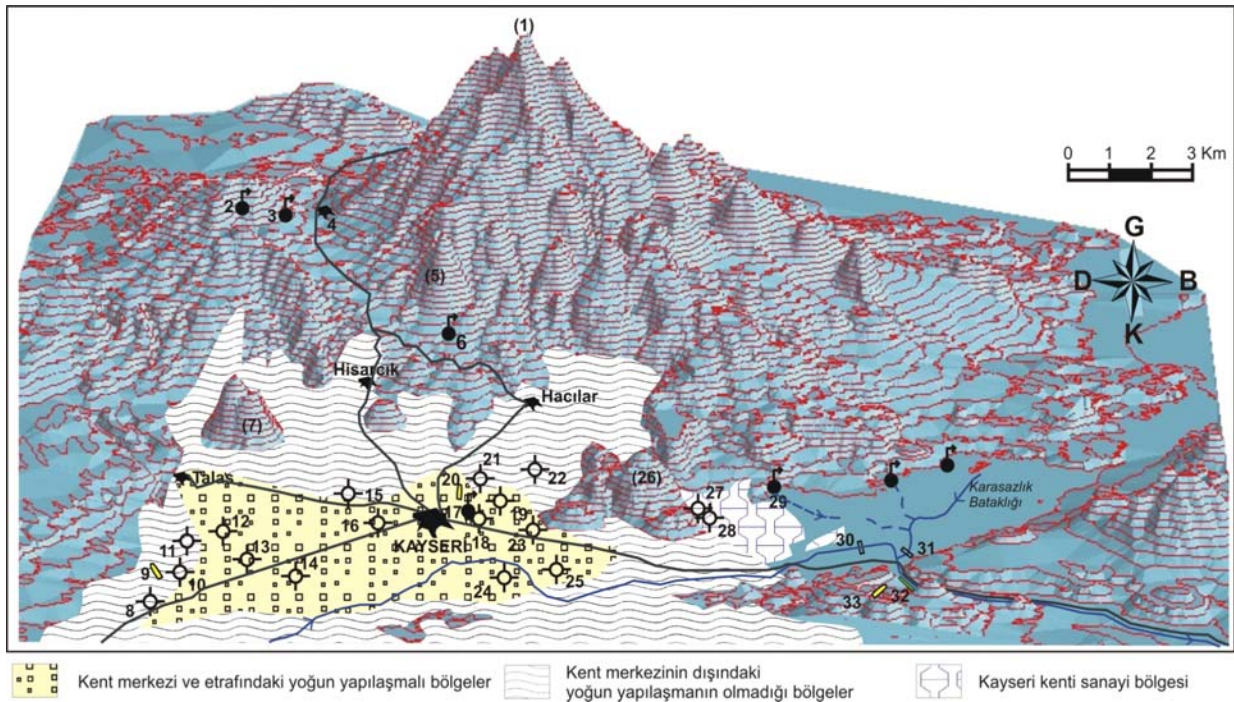 (1)
0 1 2 3 Km
G
D B
K
2
3
4
(5)
6
Hisarcık
Hacılar
(7)
Talaş
(26)
21
22
20
15
27
29
Karasazlık
Bataklığı
17
19
28
12
16
KAYSERİ
18
23
30
31
11
13
9
10
14
24
25
8
33
32
Kent merkezi ve etrafındaki yoğun yapılaşmalı bölgeler
Kent merkezinin dışındaki
yoğun yapılaşmanın olmadığı bölgeler
Kayseri kenti sanayi bölgesi